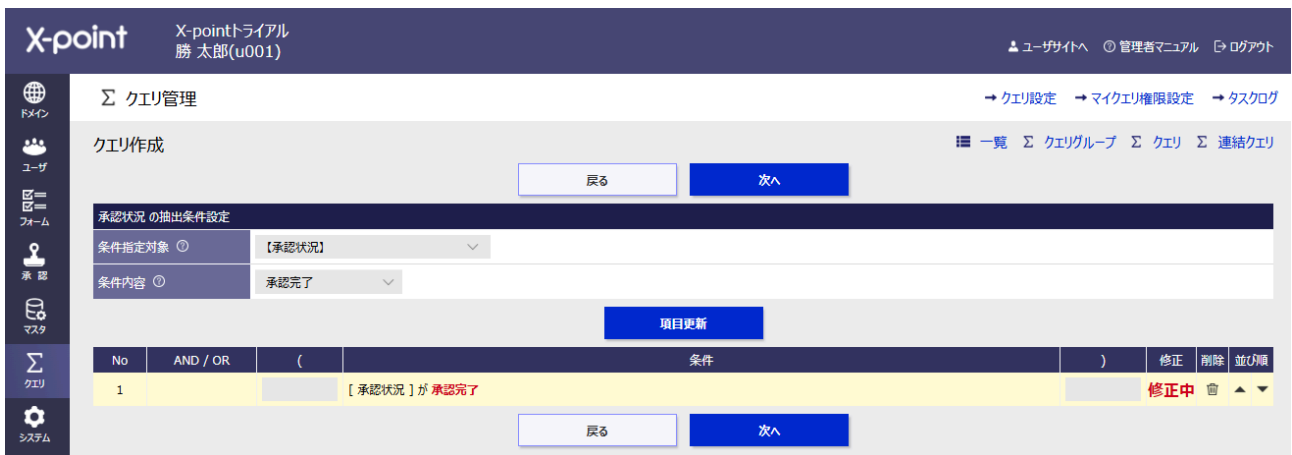 X-point
X-pointトライアル
勝 太郎(u001)
ユーザサイトへ 管理者マニュアル ログアウト
ドメイン
ユーザ
フォーム
承 認
マスタ
クエリ
システム
Σ クエリ管理
→ クエリ設定 → マイクエリ権限設定 → タスクログ
クエリ作成
一覧 Σ クエリグループ Σ クエリ Σ 連結クエリ
戻る 次へ
承認状況 の抽出条件設定
条件指定対象 ? 【承認状況】
条件内容 ? 承認完了
項目更新
No AND / OR ( 条件 ) 修正 削除 並び順
1 [ 承認状況 ] が 承認完了 修正中 ▲ ▼
戻る 次へ